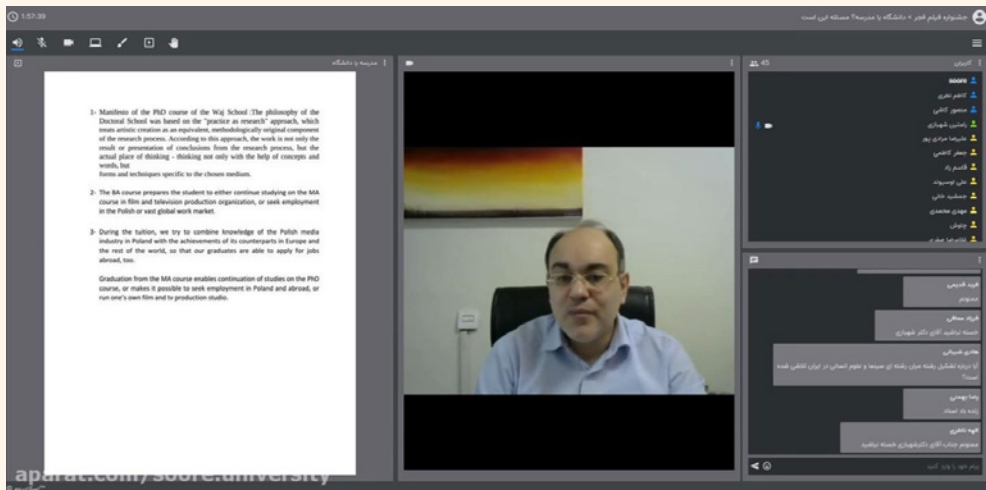 1:57:39
جشنواره فیلم فجر > دانشگاه یا مدرسه؟ مسئله این است
مدرسه یا دانشگاه
1- Manifesto of the PhD course of the Waj School :The philosophy of the
Doctoral School was based on the "practice as research" approach, which
treats artistic creation as an equivalent, methodologically original component
of the research process. According to this approach, the work is not only the
result or presentation of conclusions from the research process, but the
actual place of thinking - thinking not only with the help of concepts and
words, but
forms and techniques specific to the chosen medium.
2- The BA course prepares the student to either continue studying on the MA
course in film and television production organization, or seek employment
in the Polish or vast global work market.
3- During the tuition, we try to combine knowledge of the Polish media
industry in Poland with the achievements of its counterparts in Europe and
the rest of the world, so that our graduates are able to apply for jobs
abroad, too.
Graduation from the MA course enables continuation of studies on the PhD
course, or makes it possible to seek employment in Poland and abroad, or
run one's own film and tv production studio.
کاربران
45
soore
کاظم نظری
منصور کاشی
رامتین شهبازی
علیرضا مرادی پور
جعفر کاظمی
قاسم راد
علی توسیوند
جمشید خانی
مهدی محمدی
چاوش
غلامرضا صفری
فرید قدیمی
ممنونم
فرزاد
خسته نباشید آقای دکتر شهبازی
هادی شیبانی
آیا درباره تشکیل رشته میان رشته ای سینما و علوم انسانی در ایران تلاشی شده
است؟
رضا بهمنی
زنده باد استاد
الهه ناظری
ممنونم جناب آقای دکترشهبازی خسته نباشید
پیام خود را وارد کنید
aparat.com/soore.university